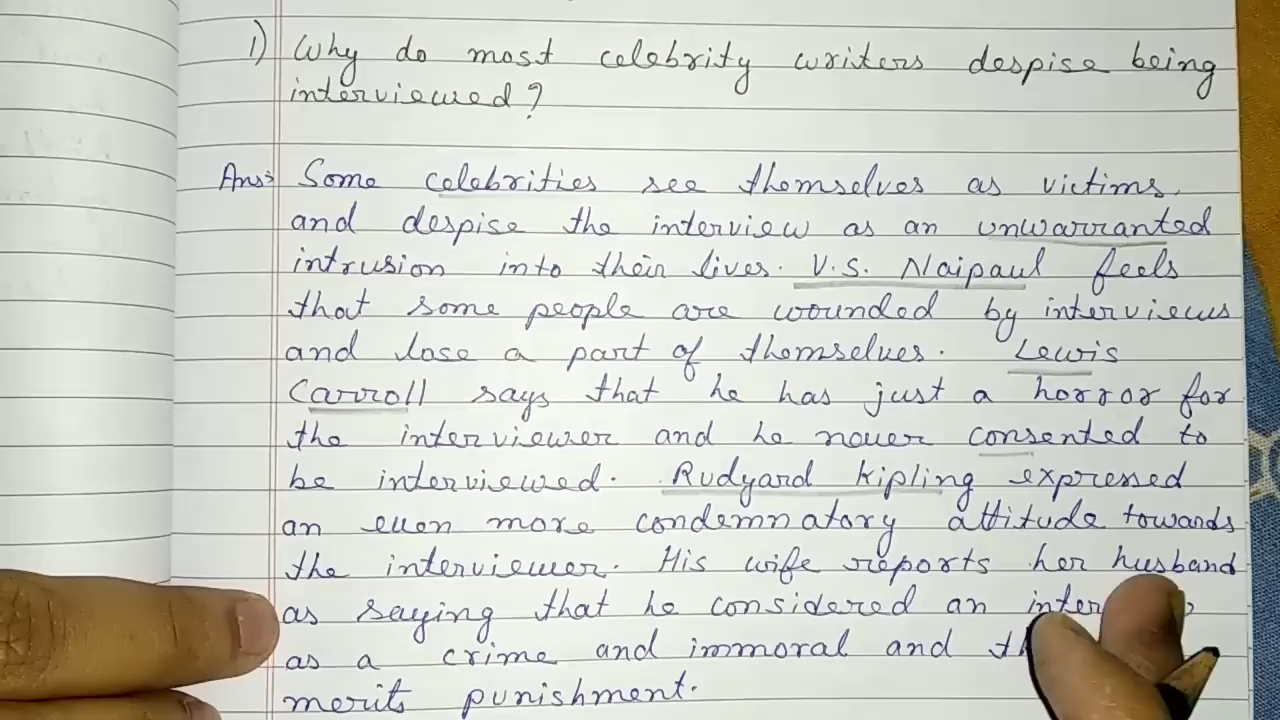 1) Why do most celebrity writers despise being
interviewed?
Ans: Some celebrities see themselves as victims,
and despise the interview as an unwarranted
intrusion into their lives. V.S. Naipaul feels
that some people are wounded by interviews
and lose a part of themselves. Lewis
Carroll says that he has just a horror for
the interviewer and he never consented to
be interviewed. Rudyard Kipling expressed
an even more condemnatory attitude towards
the interviewer. His wife reports her husband
as saying that he considered an
as a crime and immoral and
merits punishment.